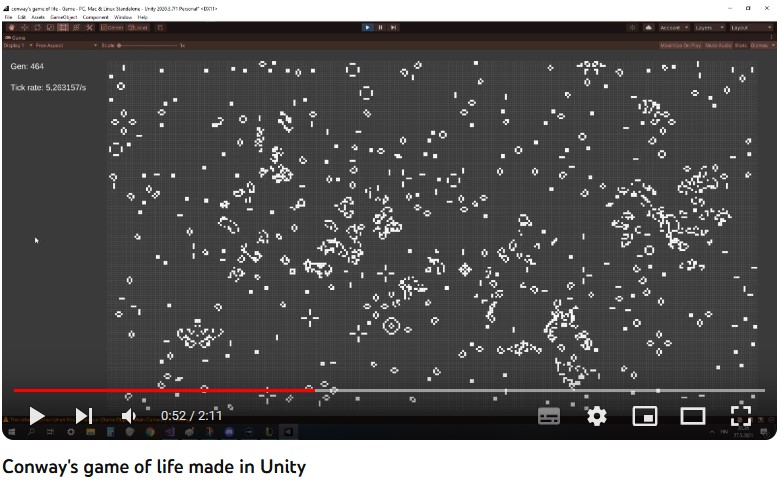 conway's game of life - Game - PC, Mac & Linux Standalone - Unity 2020.3.7f1 Personal* <DX11>
File Edit Assets GameObject Component Window Help
Account Layers Layout
Game
Display 1 Free Aspect Scale 1x Maximize On Play Mute Audio Stats Gizmos
Gen: 464
Tick rate: 5.263157/s
0:52 / 2:11
Conway's game of life made in Unity